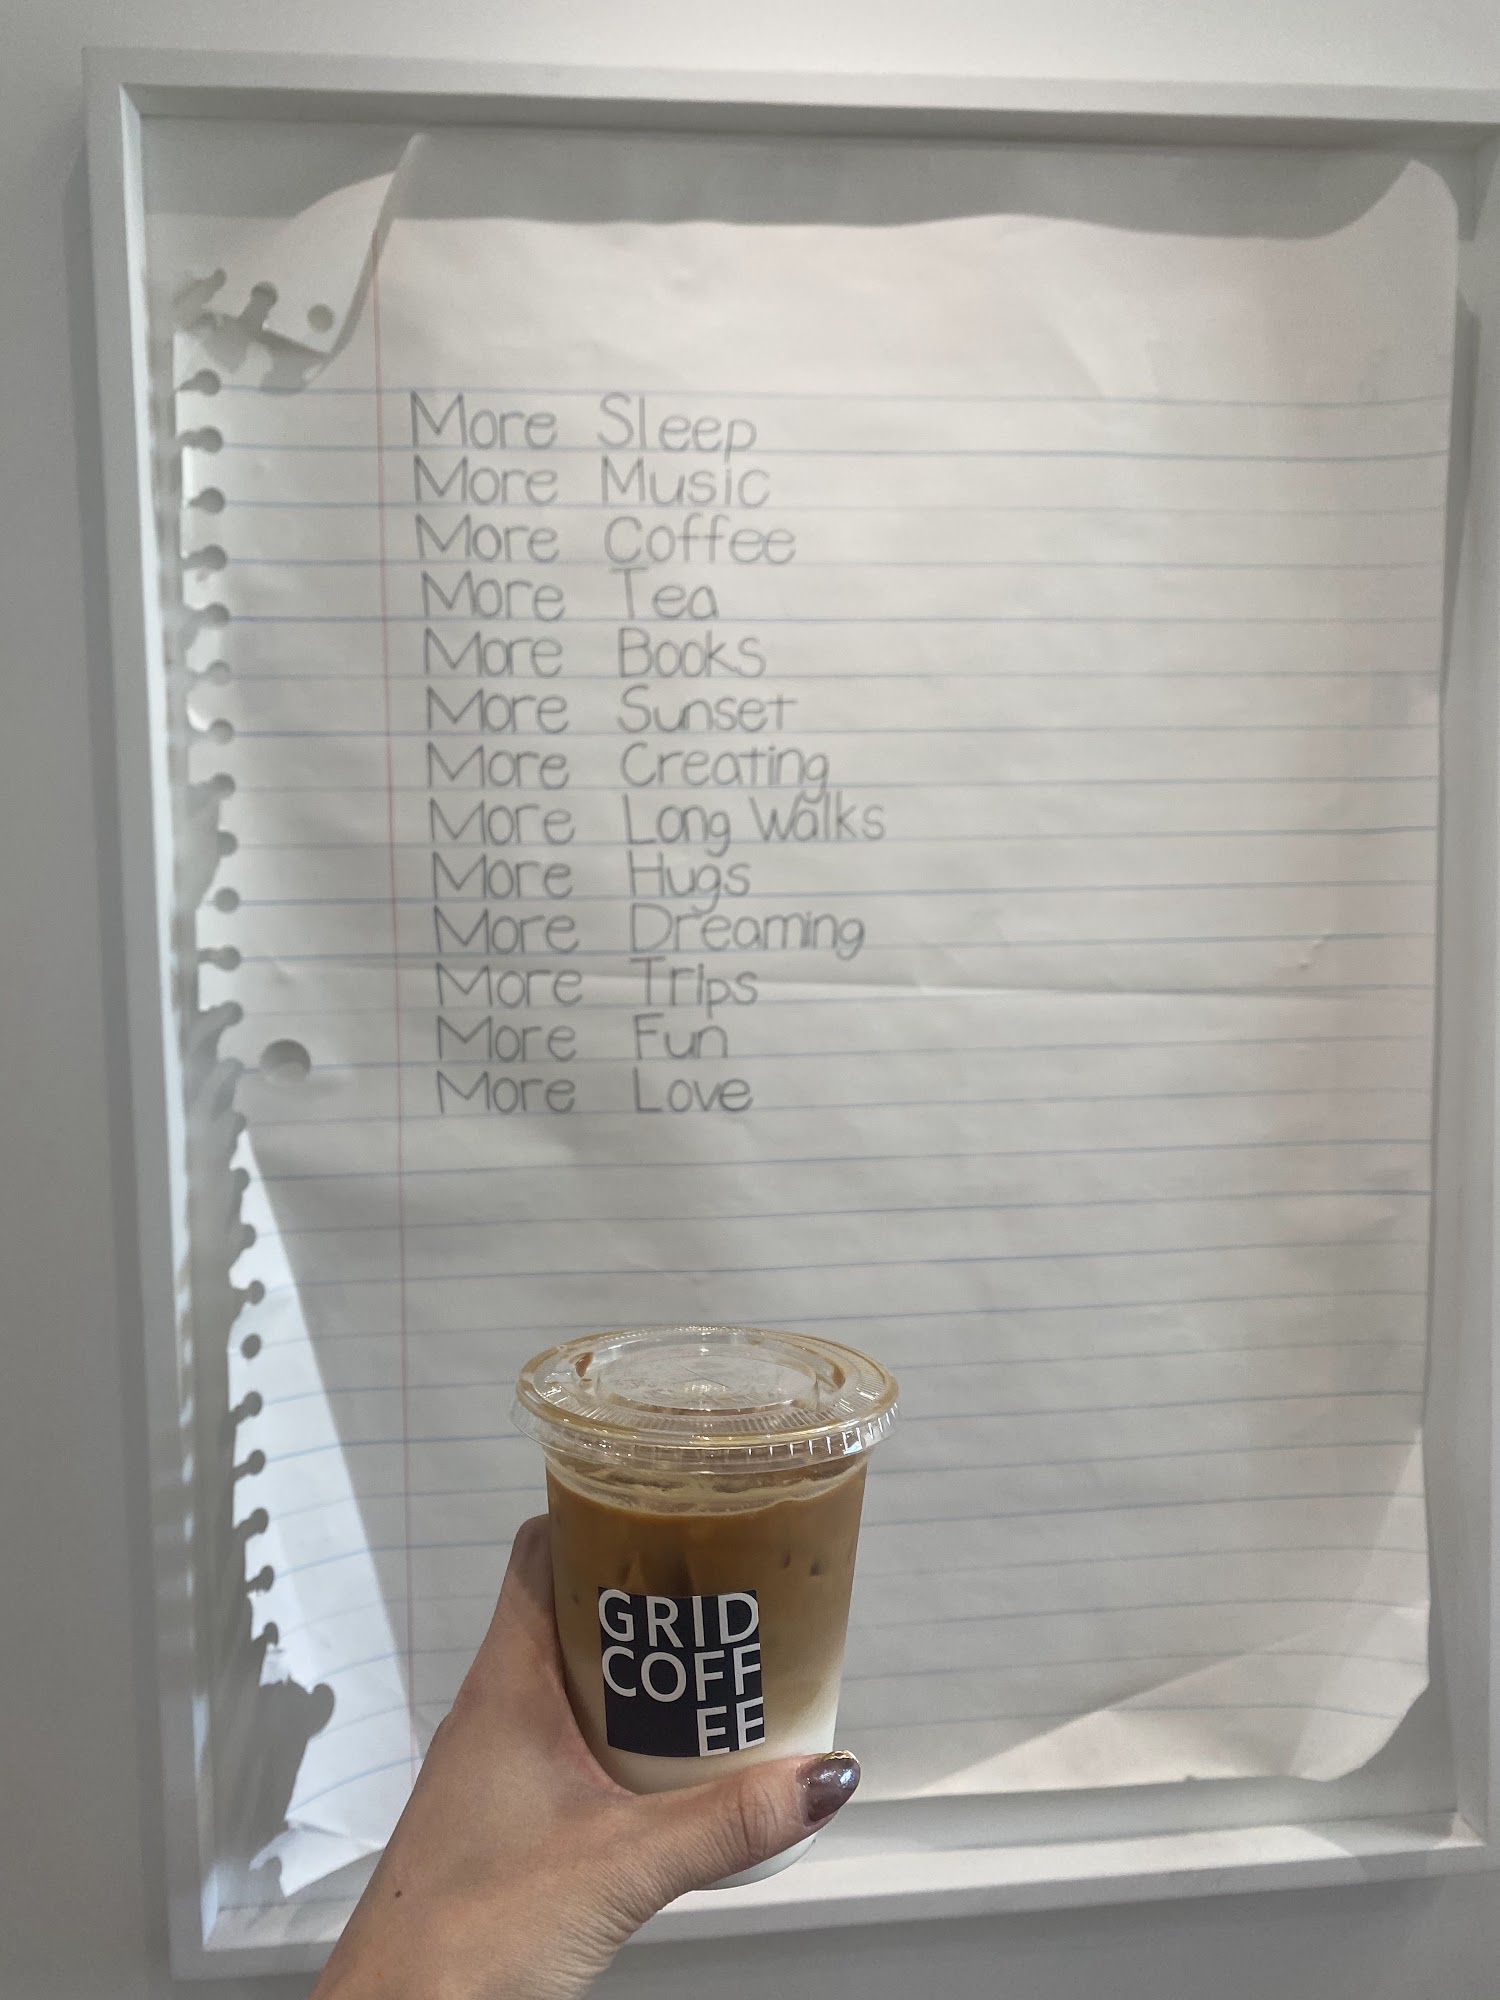 More Sleep
More Music
More Coffee
More Tea
More Books
More Sunset
More Creating
More Long Walks
More Hugs
More Dreaming
More Trips
More Fun
More Love
GRID
COFF
EE